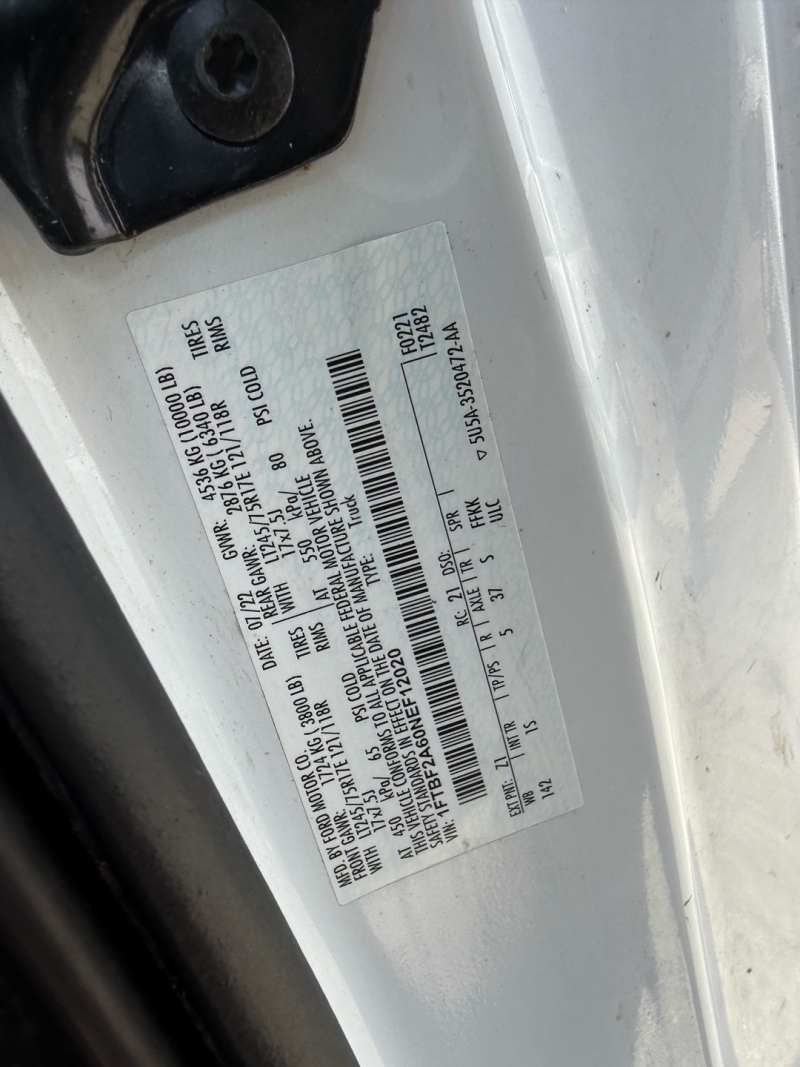 MFD. BY FORD MOTOR CO. DATE: 07/22 GVWR: 4536 KG (10000 LB)
FRONT GAWR: 1724 KG ( 3800 LB) REAR GAWR: 2876 KG ( 6340 LB)
WITH LT245/75R17E 121/118R TIRES WITH LT245/75R17E 121/118R TIRES
17x7.5J RIMS 17x7.5J RIMS
AT 450 kPa/ 65 PSI COLD AT 550 kPa/ 80 PSI COLD
THIS VEHICLE CONFORMS TO ALL APPLICABLE FEDERAL MOTOR VEHICLE
SAFETY STANDARDS IN EFFECT ON THE DATE OF MANUFACTURE SHOWN ABOVE.
VIN: 1FTBF2A60NEF12020 TYPE: Truck
F0221
T2482
EXT PNT: Z1 RC: 21 DSO:
WB INT TR TP/PS R AXLE TR SPR
142 1S 5 37 S FFKK
ULC ▽5U5A-3520472-AA